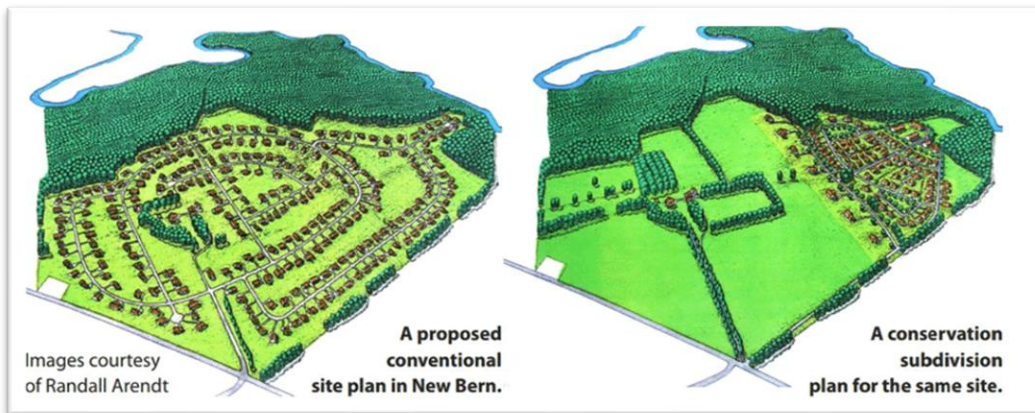 Images courtesy
of Randall Arendt
A proposed
conventional
site plan in New Bern.
A conservation
subdivision
plan for the same site.